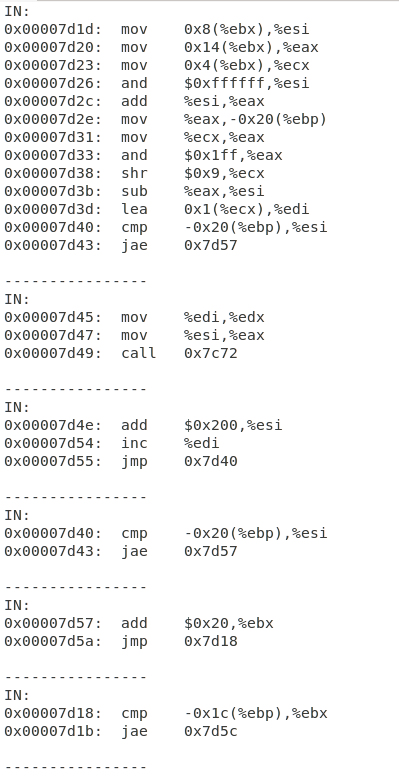 IN:
0x00007d1d:  mov    0x8(%ebx),%esi
0x00007d20:  mov    0x14(%ebx),%eax
0x00007d23:  mov    0x4(%ebx),%ecx
0x00007d26:  and    $0xffffff,%esi
0x00007d2c:  add    %esi,%eax
0x00007d2e:  mov    %eax,-0x20(%ebp)
0x00007d31:  mov    %ecx,%eax
0x00007d33:  and    $0x1ff,%eax
0x00007d38:  shr    $0x9,%ecx
0x00007d3b:  sub    %eax,%esi
0x00007d3d:  lea    0x1(%ecx),%edi
0x00007d40:  cmp    -0x20(%ebp),%esi
0x00007d43:  jae    0x7d57
----------------
IN:
0x00007d45:  mov    %edi,%edx
0x00007d47:  mov    %esi,%eax
0x00007d49:  call   0x7c72
----------------
IN:
0x00007d4e:  add    $0x200,%esi
0x00007d54:  inc    %edi
0x00007d55:  jmp    0x7d40
----------------
IN:
0x00007d40:  cmp    -0x20(%ebp),%esi
0x00007d43:  jae    0x7d57
----------------
IN:
0x00007d57:  add    $0x20,%ebx
0x00007d5a:  jmp    0x7d18
----------------
IN:
0x00007d18:  cmp    -0x1c(%ebp),%ebx
0x00007d1b:  jae    0x7d5c
----------------